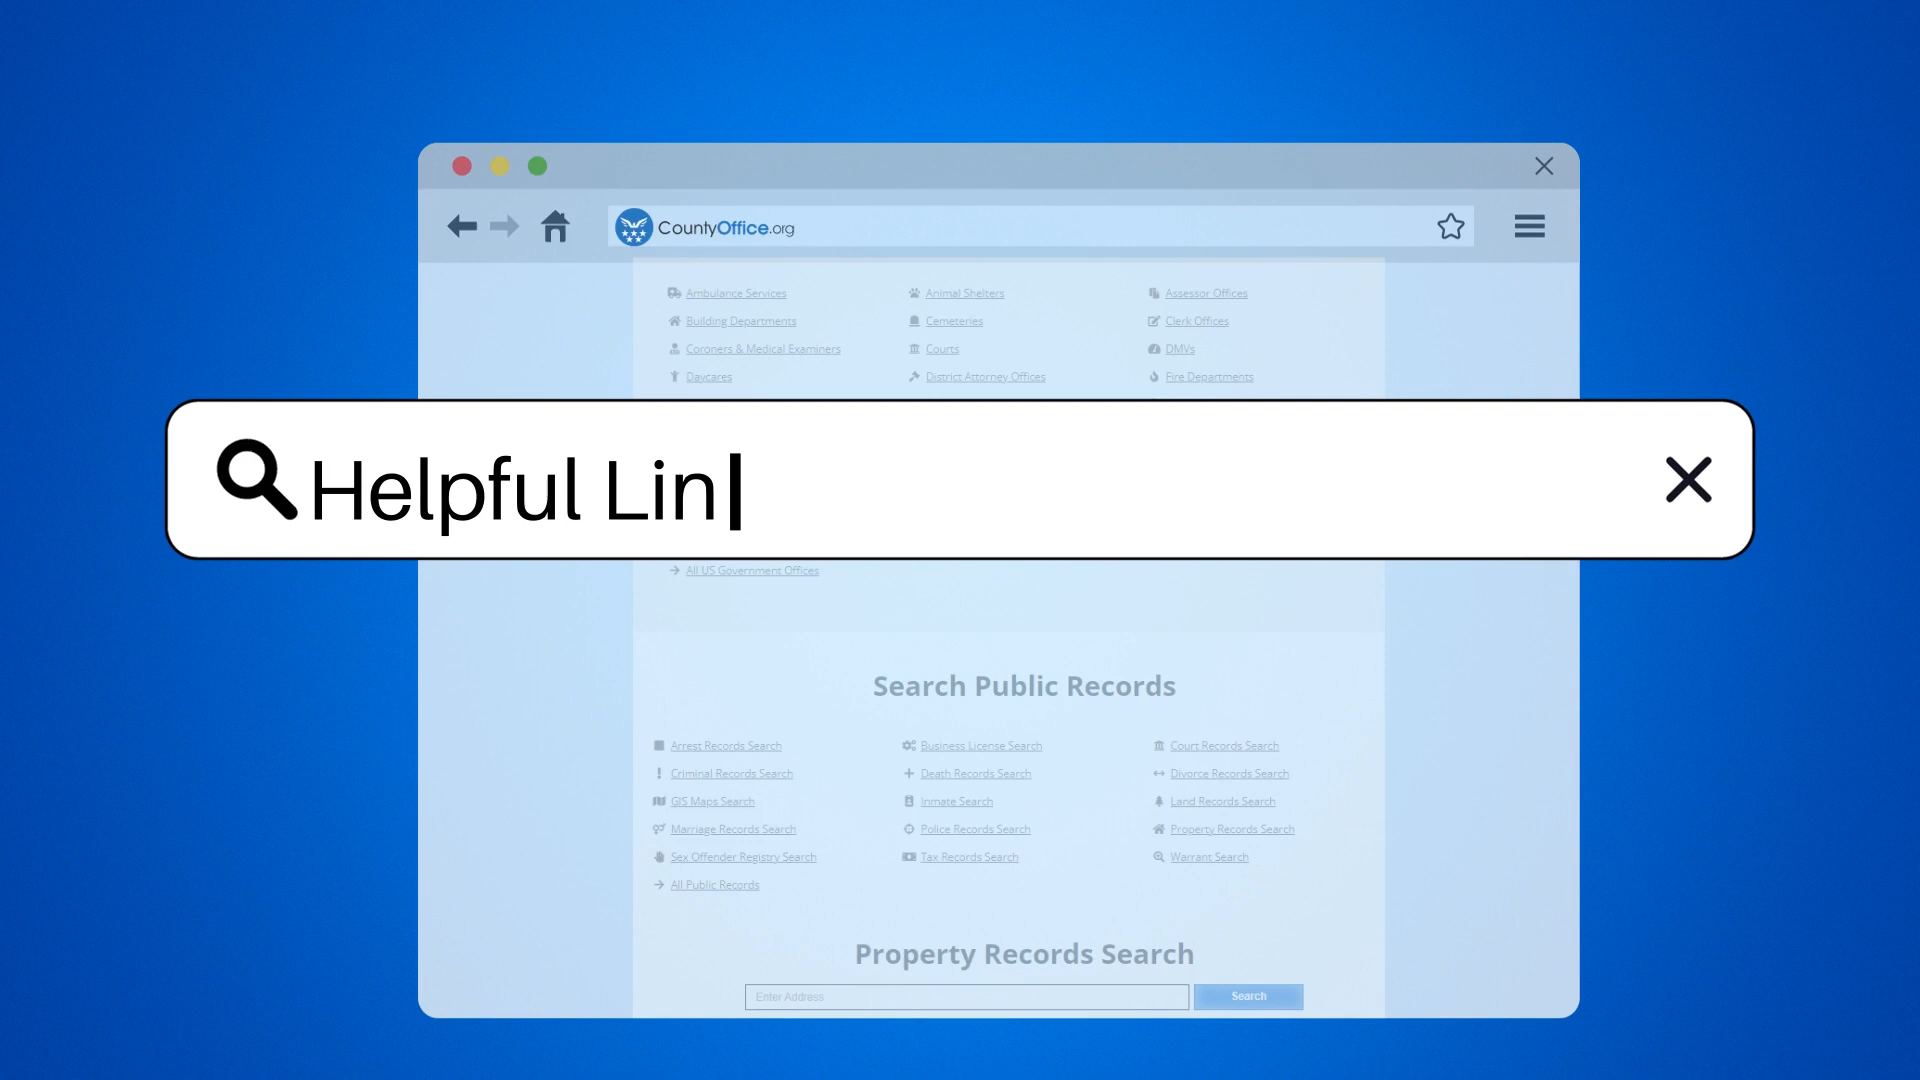 CountyOffice.org
Ambulance Services Animal Shelters Assessor Offices
Building Departments Cemeteries Clerk Offices
Coroners & Medical Examiners Courts DMVs
Daycares District Attorney Offices Fire Departments
Helpful Lin
All US Government Offices
Search Public Records
Arrest Records Search Business License Search Court Records Search
Criminal Records Search Death Records Search Divorce Records Search
GIS Maps Search Inmate Search Land Records Search
Marriage Records Search Police Records Search Property Records Search
Sex Offender Registry Search Tax Records Search Warrant Search
All Public Records
Property Records Search
Enter Address Search